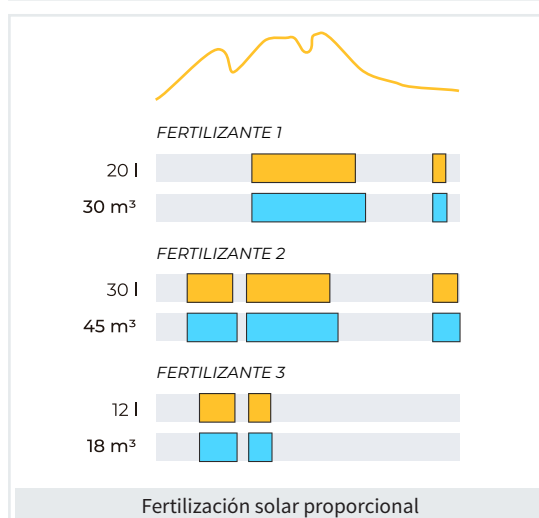 FERTILIZANTE 1
20 l
30 m³
FERTILIZANTE 2
30 l
45 m³
FERTILIZANTE 3
12 l
18 m³
Fertilización solar proporcional